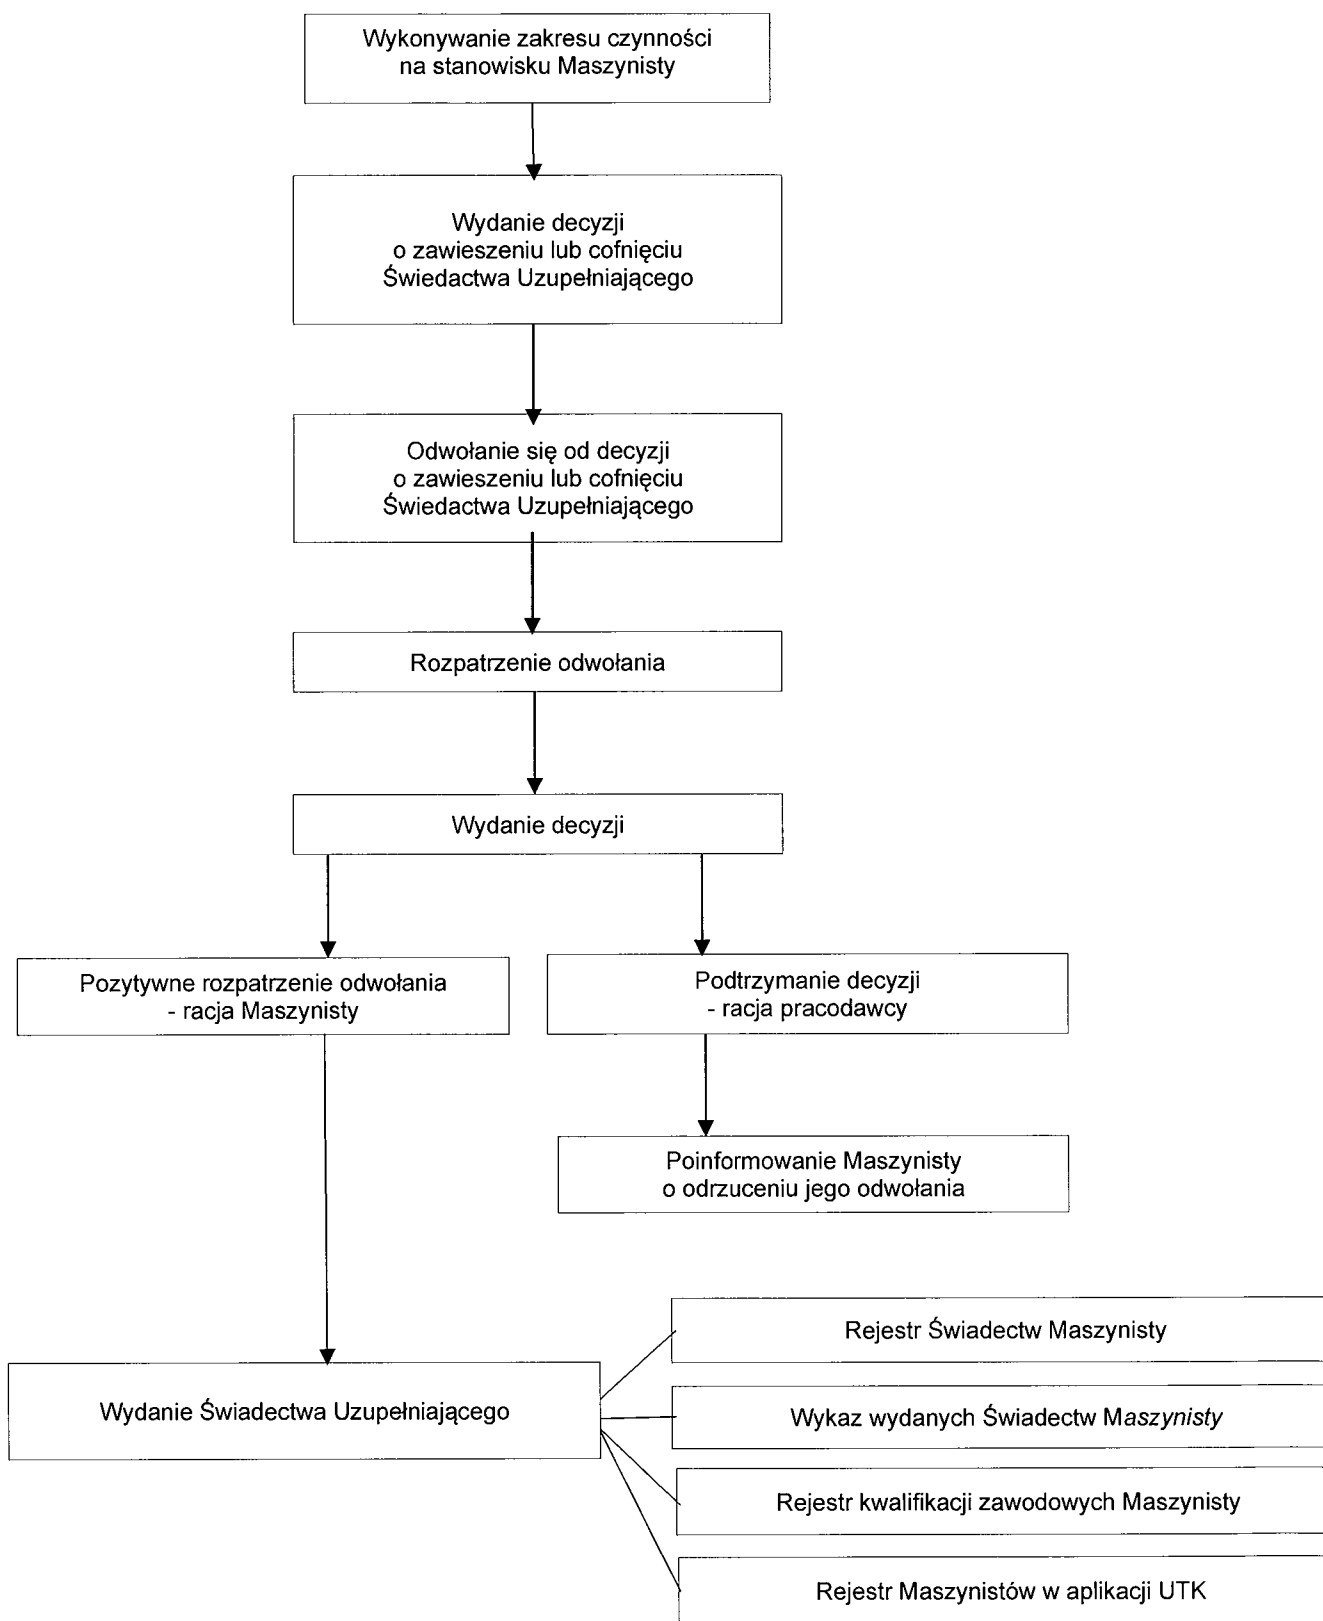 Wykonywanie zakresu czynności
na stanowisku Maszynisty
Wydanie decyzji
o zawieszeniu lub cofnięciu
Świedactwa Uzupełniającego
Odwołanie się od decyzji
o zawieszeniu lub cofnięciu
Świedactwa Uzupełniającego
Rozpatrzenie odwołania
Wydanie decyzji
Pozytywne rozpatrzenie odwołania
- racja Maszynisty
Podtrzymanie decyzji
- racja pracodawcy
Poinformowanie Maszynisty
o odrzuceniu jego odwołania
Wydanie Świadectwa Uzupełniającego
Rejestr Świadectw Maszynisty
Wykaz wydanych Świadectw Maszynisty
Rejestr kwalifikacji zawodowych Maszynisty
Rejestr Maszynistów w aplikacji UTK